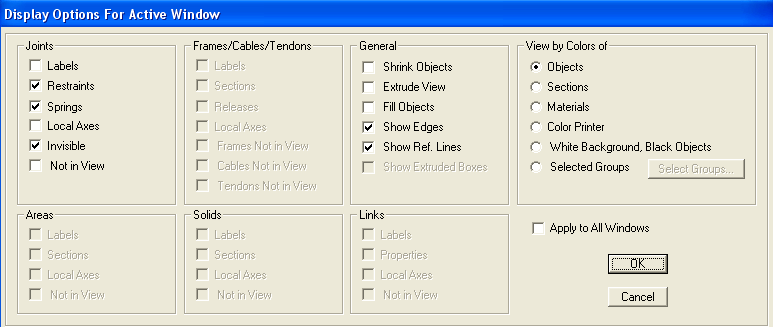 Display Options For Active Window
Joints
Labels
Restraints
Springs
Local Axes
Invisible
Not in View
Frames/Cables/Tendons
Labels
Sections
Releases
Local Axes
Frames Not in View
Cables Not in View
Tendons Not in View
General
Shrink Objects
Extrude View
Fill Objects
Show Edges
Show Ref. Lines
Show Extruded Boxes
View by Colors of
Objects
Sections
Materials
Color Printer
White Background, Black Objects
Selected Groups
Select Groups...
Areas
Labels
Sections
Local Axes
Not in View
Solids
Labels
Sections
Local Axes
Not in View
Links
Labels
Properties
Local Axes
Not in View
Apply to All Windows
OK
Cancel